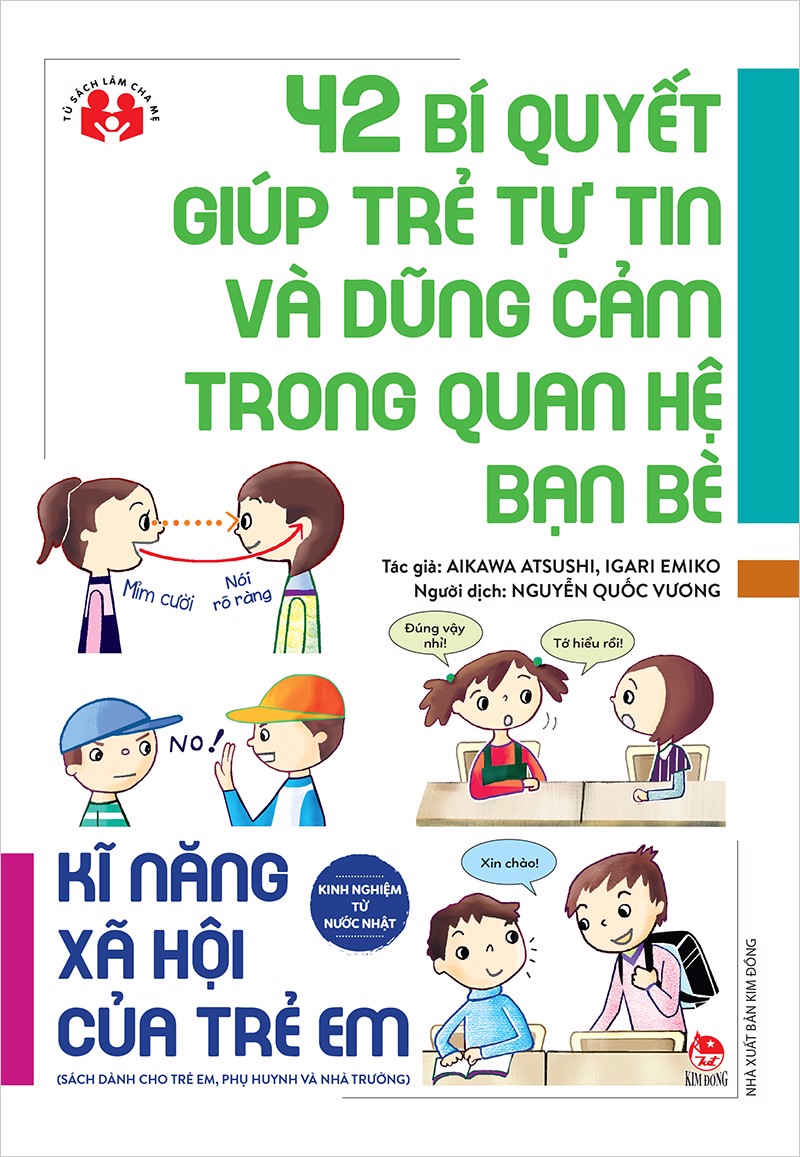 TỦ SÁCH LÀM CHA MẸ
42 BÍ QUYẾT
GIÚP TRẺ TỰ TIN
VÀ DŨNG CẢM
TRONG QUAN HỆ
BẠN BÈ
Tác giả: AIKAWA ATSUSHI, IGARI EMIKO
Người dịch: NGUYỄN QUỐC VƯƠNG
Mỉm cười
Nói
rõ ràng
Đúng vậy
nhỉ!
Tớ hiểu rồi!
NO!
KĨ NĂNG
XÃ HỘI
CỦA TRẺ EM
KINH NGHIỆM
TỪ
NƯỚC NHẬT
(SÁCH DÀNH CHO TRẺ EM, PHỤ HUYNH VÀ NHÀ TRƯỜNG)
Xin chào!
KIM ĐỒNG
NHÀ XUẤT BẢN KIM ĐỒNG